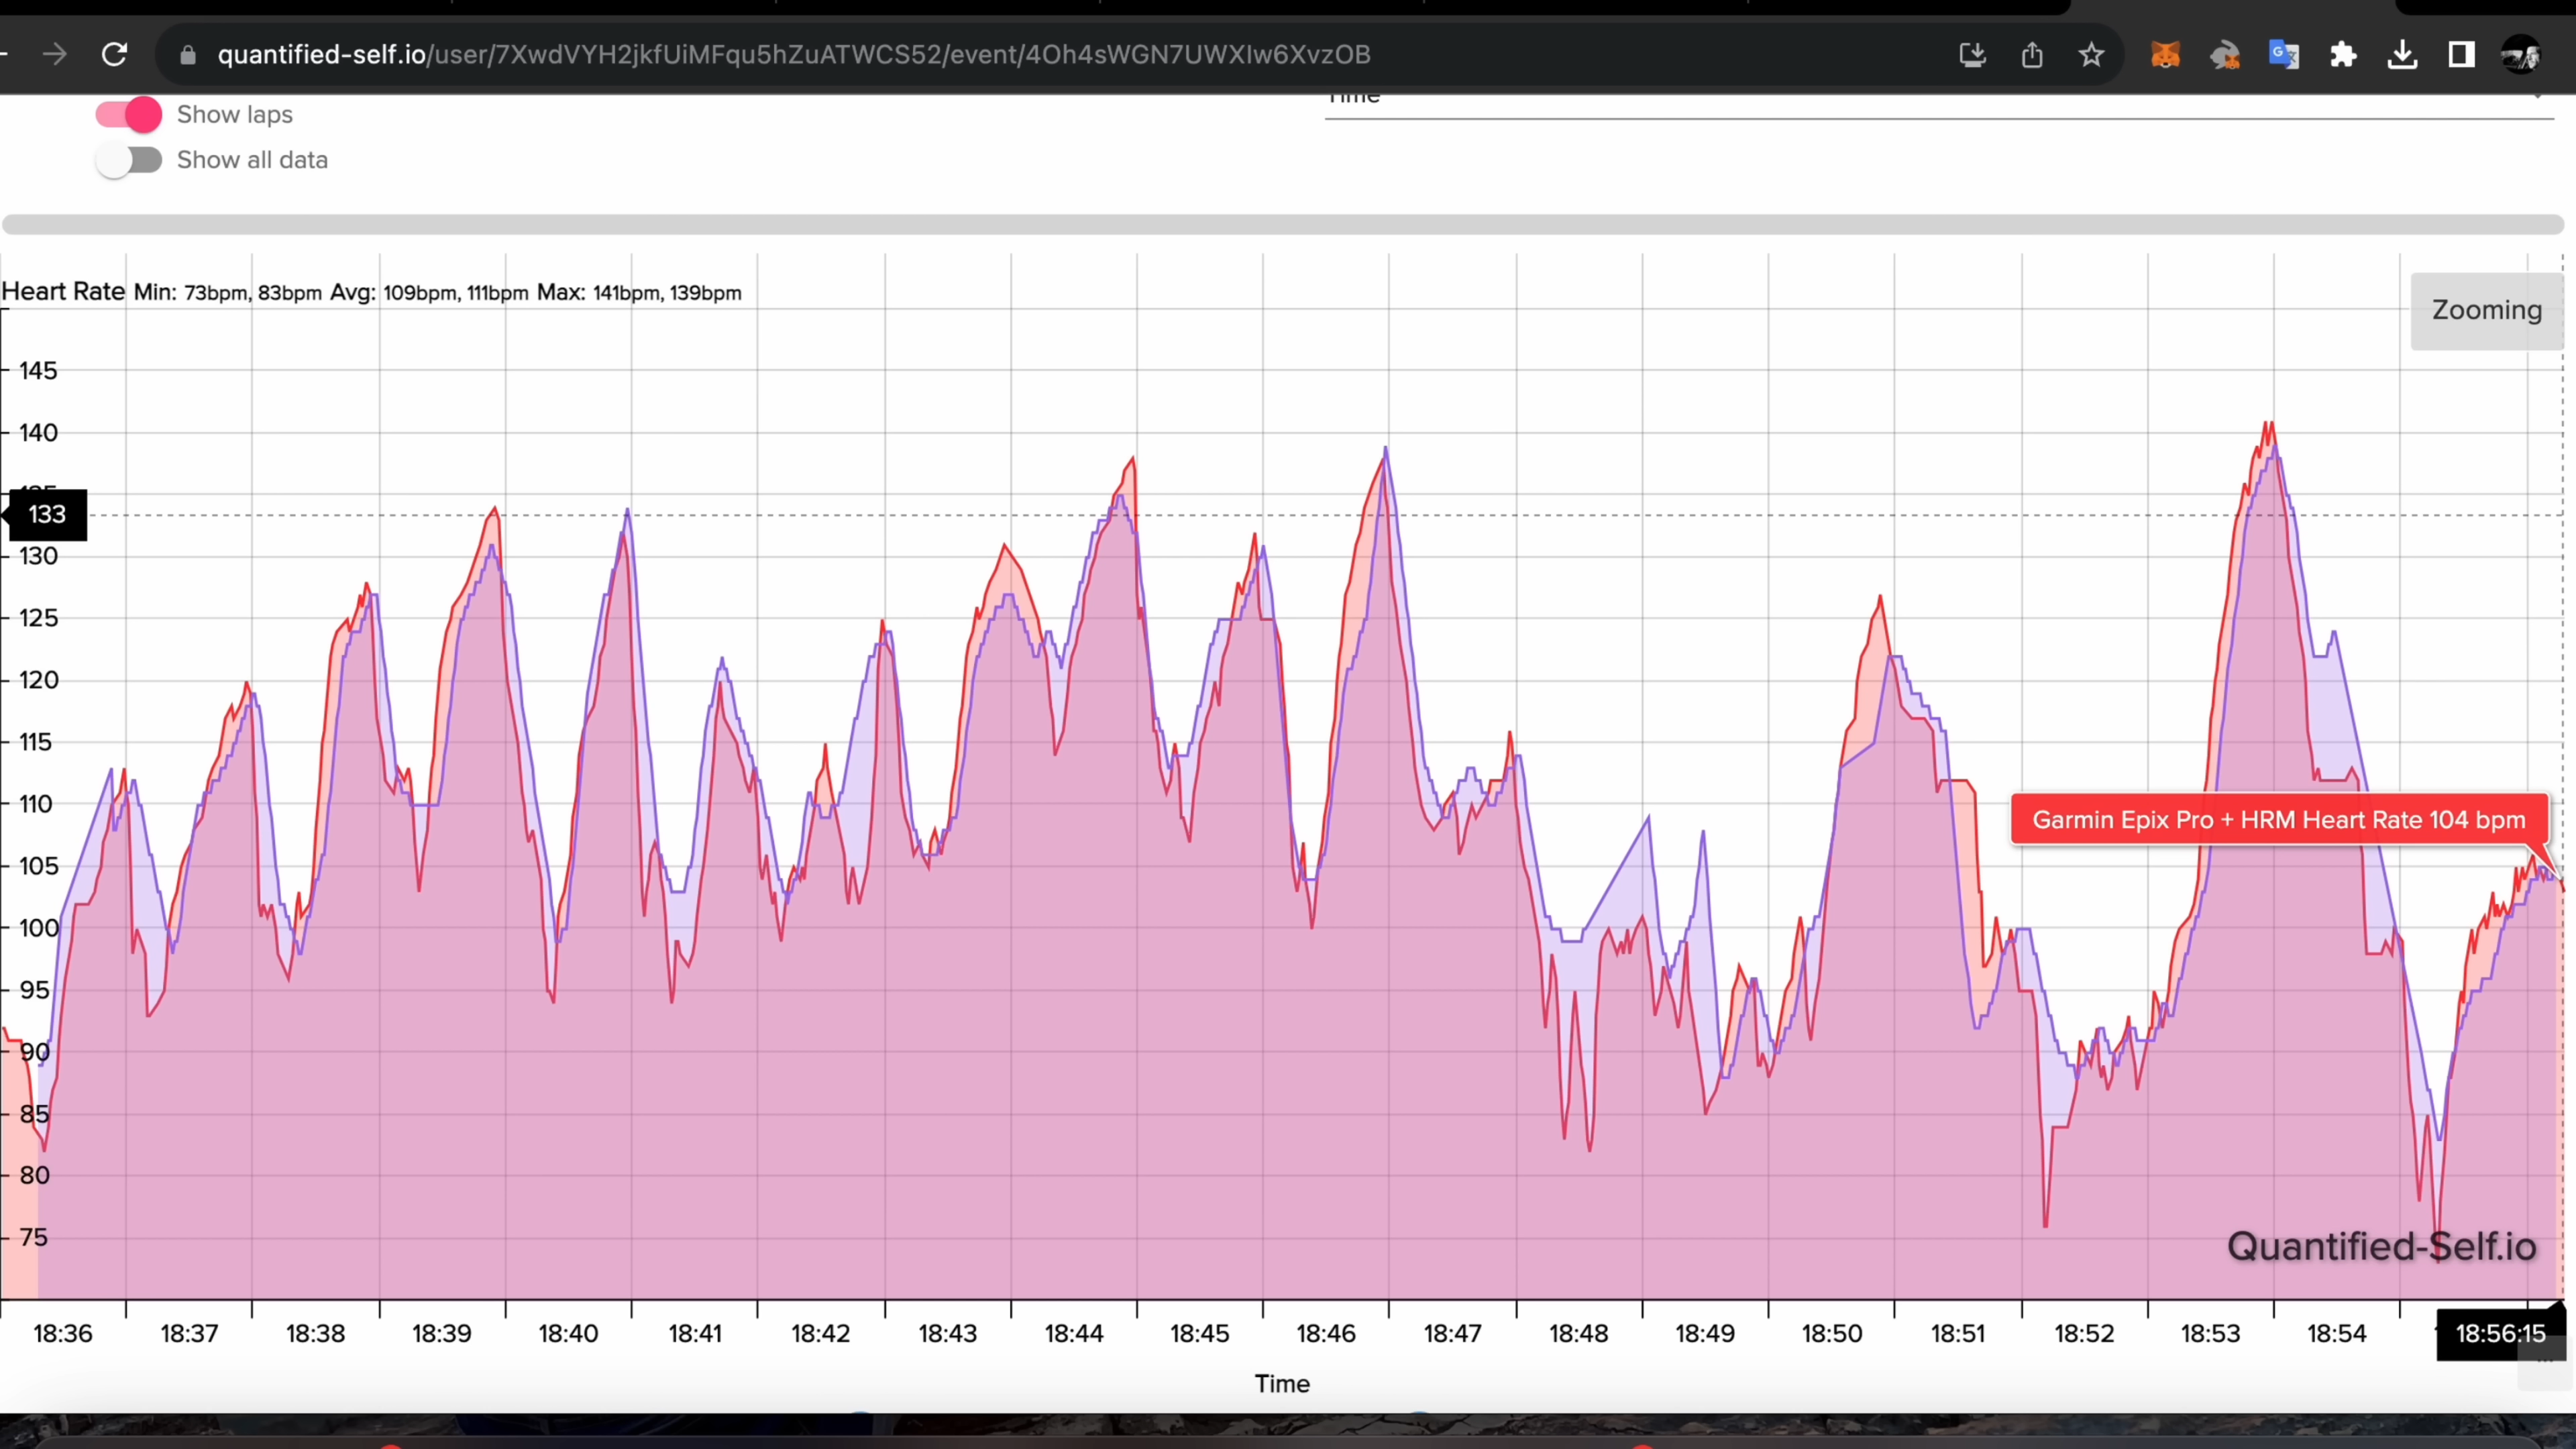 quantified-self.io/user/7XwdVYH2jkfUiMFqu5hZuATWCS52/event/4Oh4sWGN7UWXIw6XvzOB
Time
Show laps
Show all data
Heart Rate Min: 73bpm, 83bpm Avg: 109bpm, 111bpm Max: 141bpm, 139bpm
Zooming
145
140
135
133
130
125
120
115
110
Garmin Epix Pro + HRM Heart Rate 104 bpm
105
100
95
90
85
80
75
Quantified-Self.io
18:36 18:37 18:38 18:39 18:40 18:41 18:42 18:43 18:44 18:45 18:46 18:47 18:48 18:49 18:50 18:51 18:52 18:53 18:54 18:56:15
Time